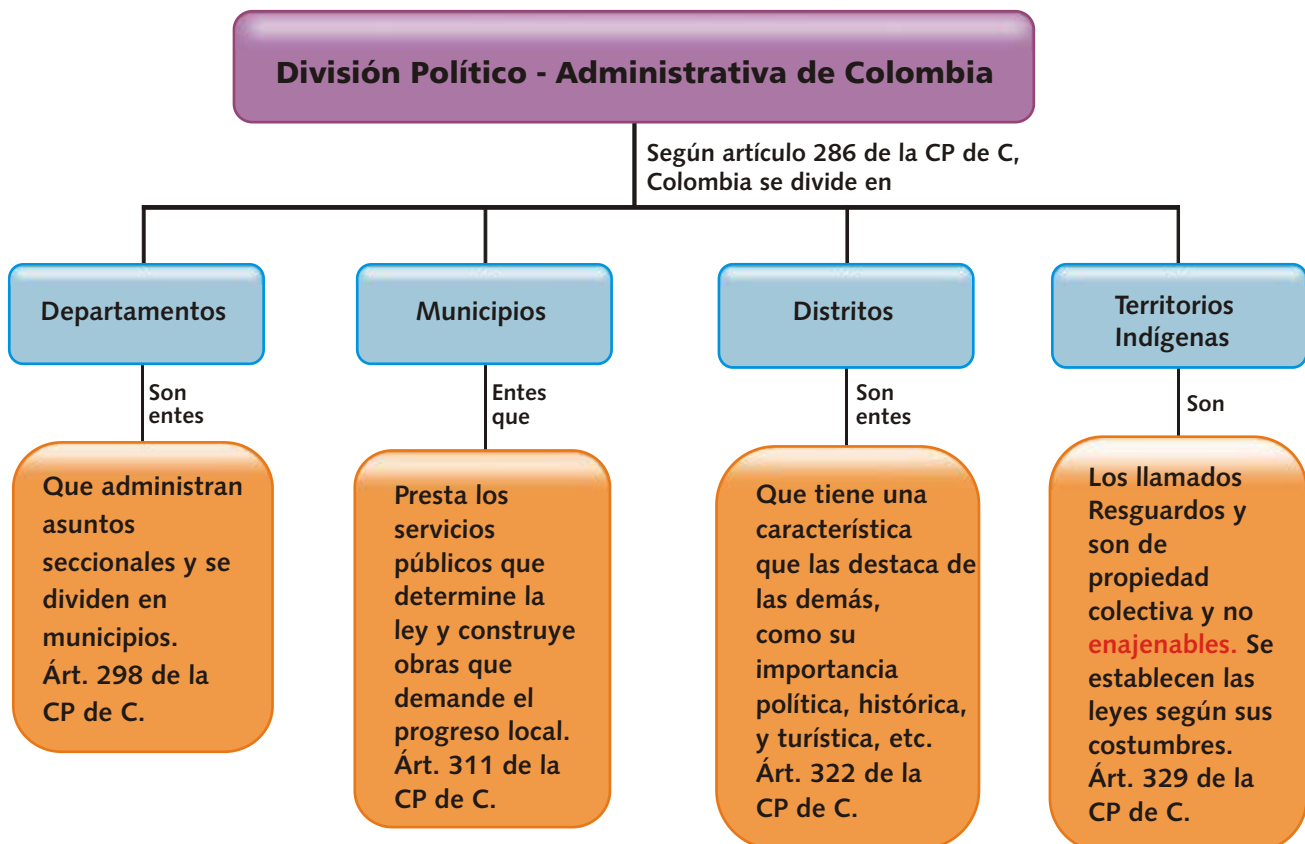 División Político - Administrativa de Colombia
Según artículo 286 de la CP de C,
Colombia se divide en
Departamentos
Municipios
Distritos
Territorios
Indígenas
Son
entes
Entes
que
Son
entes
Son
Que administran
asuntos
seccionales y se
dividen en
municipios.
Árt. 298 de la
CP de C.
Presta los
servicios
públicos que
determine la
ley y construye
obras que
demande el
progreso local.
Árt. 311 de la
CP de C.
Que tiene una
característica
que las destaca de
las demás,
como su
importancia
política, histórica,
y turística, etc.
Árt. 322 de la
CP de C.
Los llamados
Resguardos y
son de
propiedad
colectiva y no
enajenables. Se
establecen las
leyes según sus
costumbres.
Árt. 329 de la
CP de C.